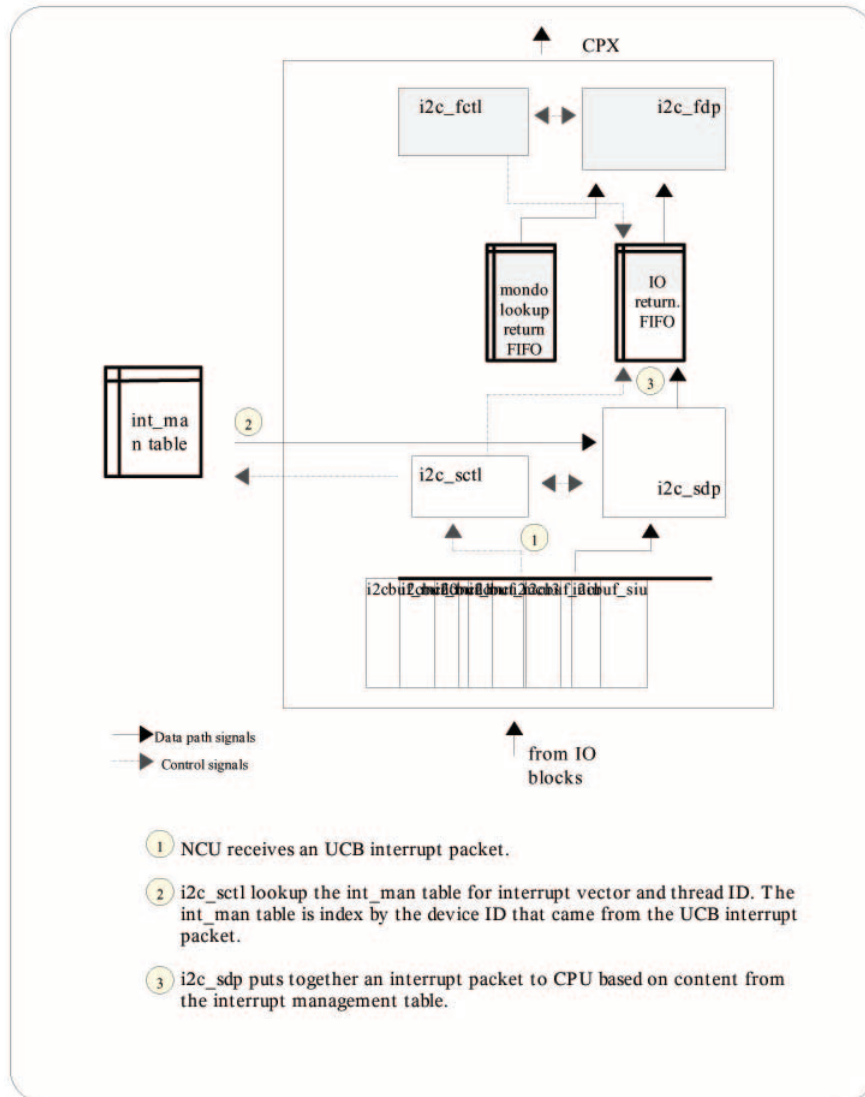 CPX
i2c_fctl
i2c_fdp
mondo
lookup
return
FIFO
IO
return.
FIFO
3
int_ma
n table
2
i2c_sctl
i2c_sdp
1
buf_siu
Data path signals
Control signals
from IO
blocks
1 NCU receives an UCB interrupt packet.
2 i2c_sctl lookup the int_man table for interrupt vector and thread ID. The
int_man table is index by the device ID that came from the UCB interrupt
packet.
3 i2c_sdp puts together an interrupt packet to CPU based on content from
the interrupt management table.